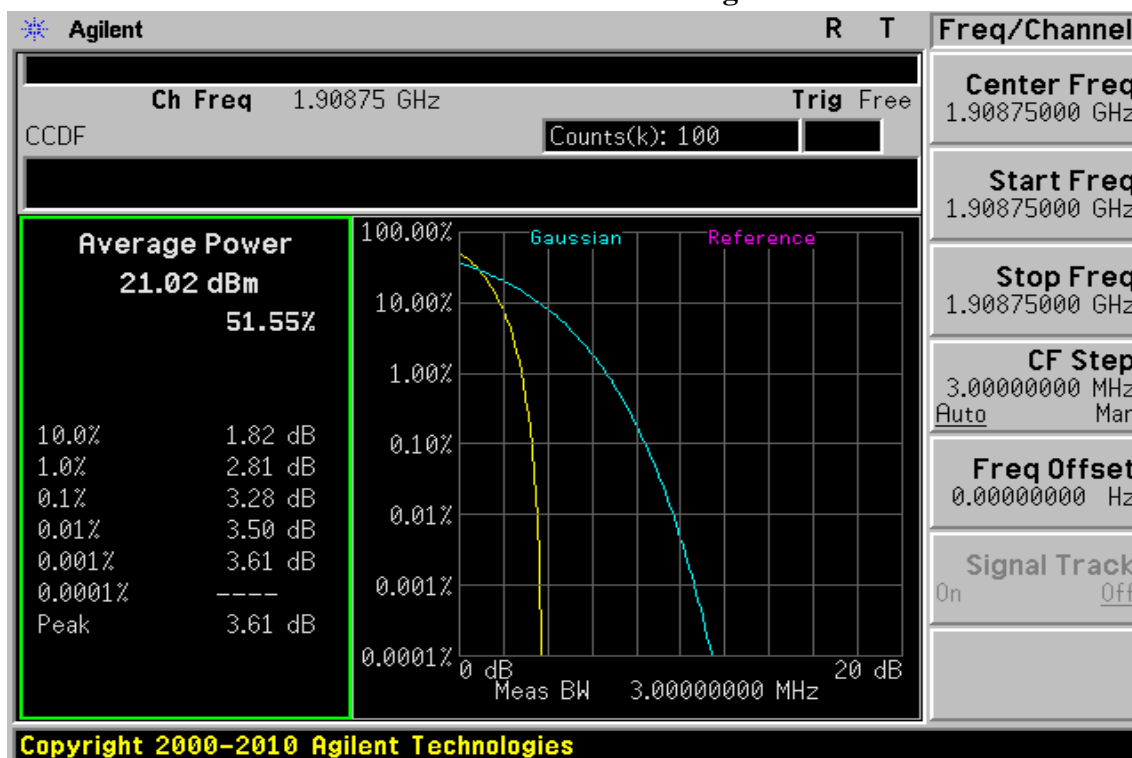 Agilent R T
Freq/Channel
Ch Freq 1.90875 GHz Trig Free
CCDF Counts(k): 100
Average Power
21.02 dBm
51.55%
10.0% 1.82 dB
1.0% 2.81 dB
0.1% 3.28 dB
0.01% 3.50 dB
0.001% 3.61 dB
0.0001% ----
Peak 3.61 dB
Gaussian Reference
100.00%
10.00%
1.00%
0.10%
0.01%
0.001%
0.0001%
0 dB 20 dB
Meas BW 3.00000000 MHz
Center Freq
1.90875000 GHz
Start Freq
1.90875000 GHz
Stop Freq
1.90875000 GHz
CF Step
3.00000000 MHz
Auto Man
Freq Offset
0.00000000 Hz
Signal Track
On Off
Copyright 2000-2010 Agilent Technologies